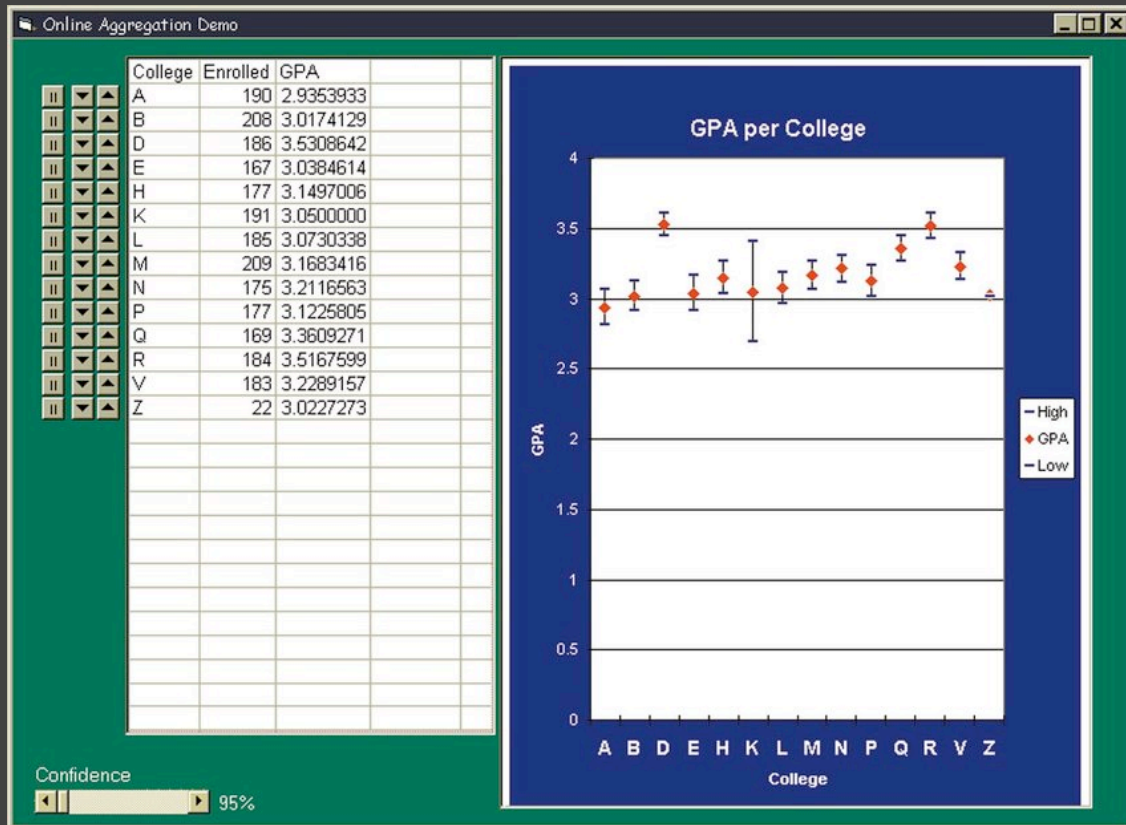 Online Aggregation Demo
College Enrolled GPA
A 190 2.9353933
B 208 3.0174129
D 186 3.5308642
E 167 3.0384614
H 177 3.1497006
K 191 3.0500000
L 185 3.0730338
M 209 3.1683416
N 175 3.2116563
P 177 3.1225805
Q 169 3.3609271
R 184 3.5167599
V 183 3.2289157
Z 22 3.0227273
Confidence
95%
GPA per College
4
3.5
3
2.5
2
1.5
1
0.5
0
GPA
A B D E H K L M N P Q R V Z
College
High
GPA
Low